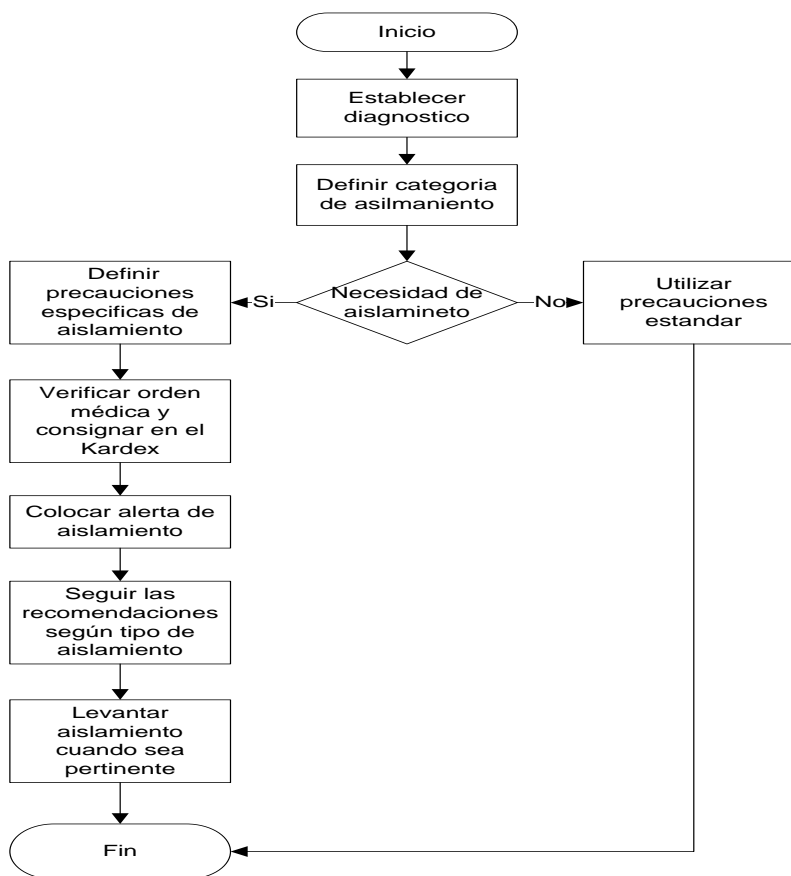 Inicio
Establecer
diagnostico
Definir categoria
de asilmaniento
Necesidad de
aislamineto
Si
No
Definir
precauciones
especificas de
aislamiento
Utilizar
precauciones
estandar
Verificar orden
médica y
consignar en el
Kardex
Colocar alerta de
aislamiento
Seguir las
recomendaciones
según tipo de
aislamiento
Levantar
aislamiento
cuando sea
pertinente
Fin